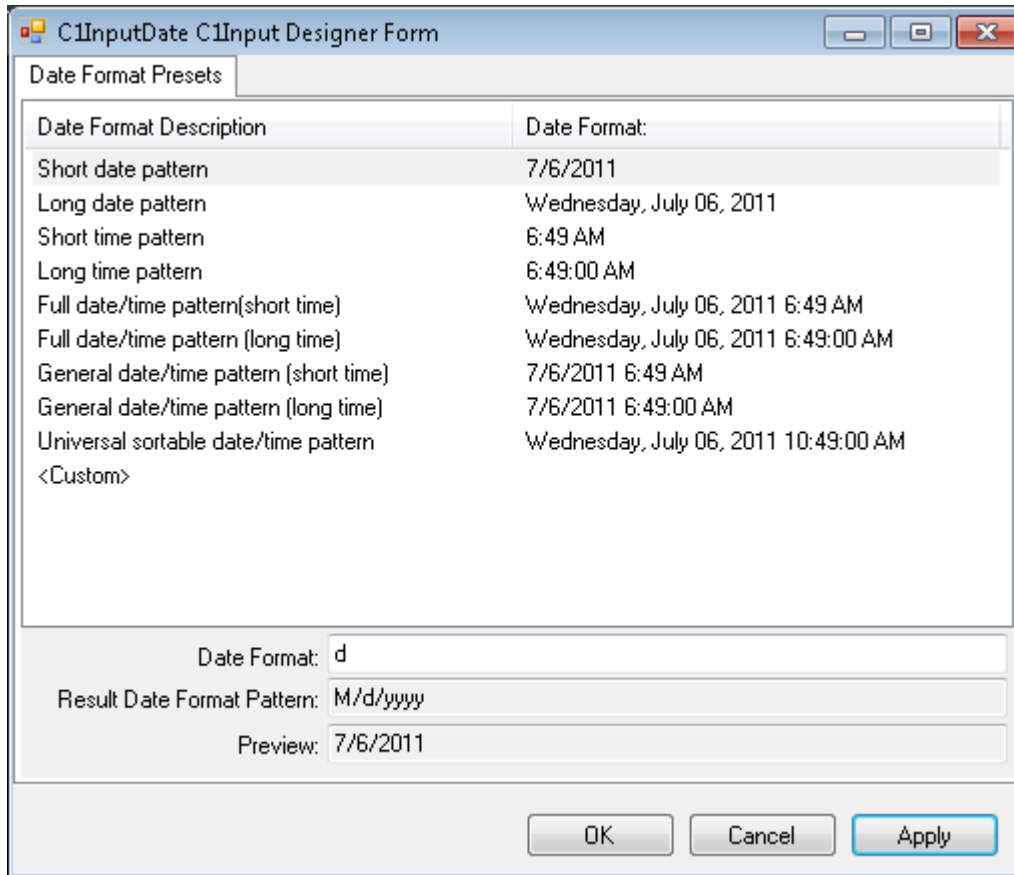 C1InputDate C1Input Designer Form
Date Format Presets
Date Format Description Date Format:
Short date pattern 7/6/2011
Long date pattern Wednesday, July 06, 2011
Short time pattern 6:49 AM
Long time pattern 6:49:00 AM
Full date/time pattern(short time) Wednesday, July 06, 2011 6:49 AM
Full date/time pattern (long time) Wednesday, July 06, 2011 6:49:00 AM
General date/time pattern (short time) 7/6/2011 6:49 AM
General date/time pattern (long time) 7/6/2011 6:49:00 AM
Universal sortable date/time pattern Wednesday, July 06, 2011 10:49:00 AM
<Custom>
Date Format: d
Result Date Format Pattern: M/d/yyyy
Preview: 7/6/2011
OK Cancel Apply